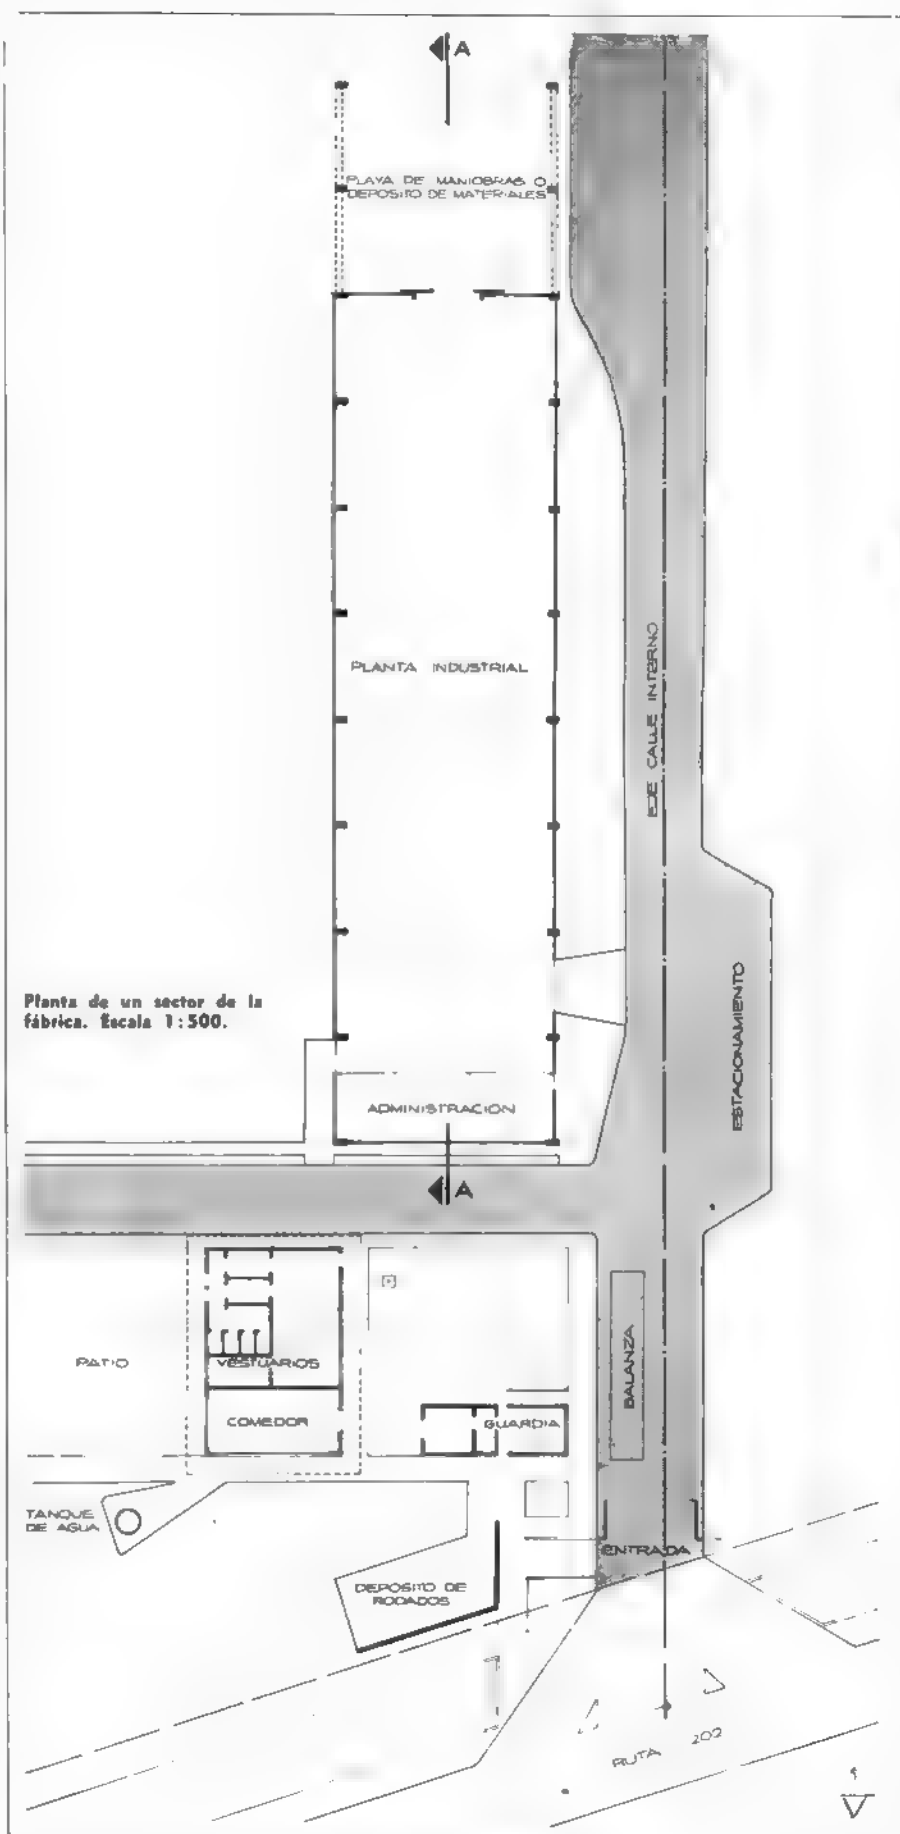 A
PLAYA DE MANIOBRAS O
DEPOSITO DE MATERIALES
PLANTA INDUSTRIAL
EJE CALLE INTERNO
Planta de un sector de la
fábrica. Escala 1:500.
ESTACIONAMIENTO
ADMINISTRACION
A
PATIO
VESTUARIOS
COMEDOR
GUARDIA
BALANZA
TANQUE
DE AGUA
ENTRADA
DEPOSITO DE
RODADOS
RUTA 202